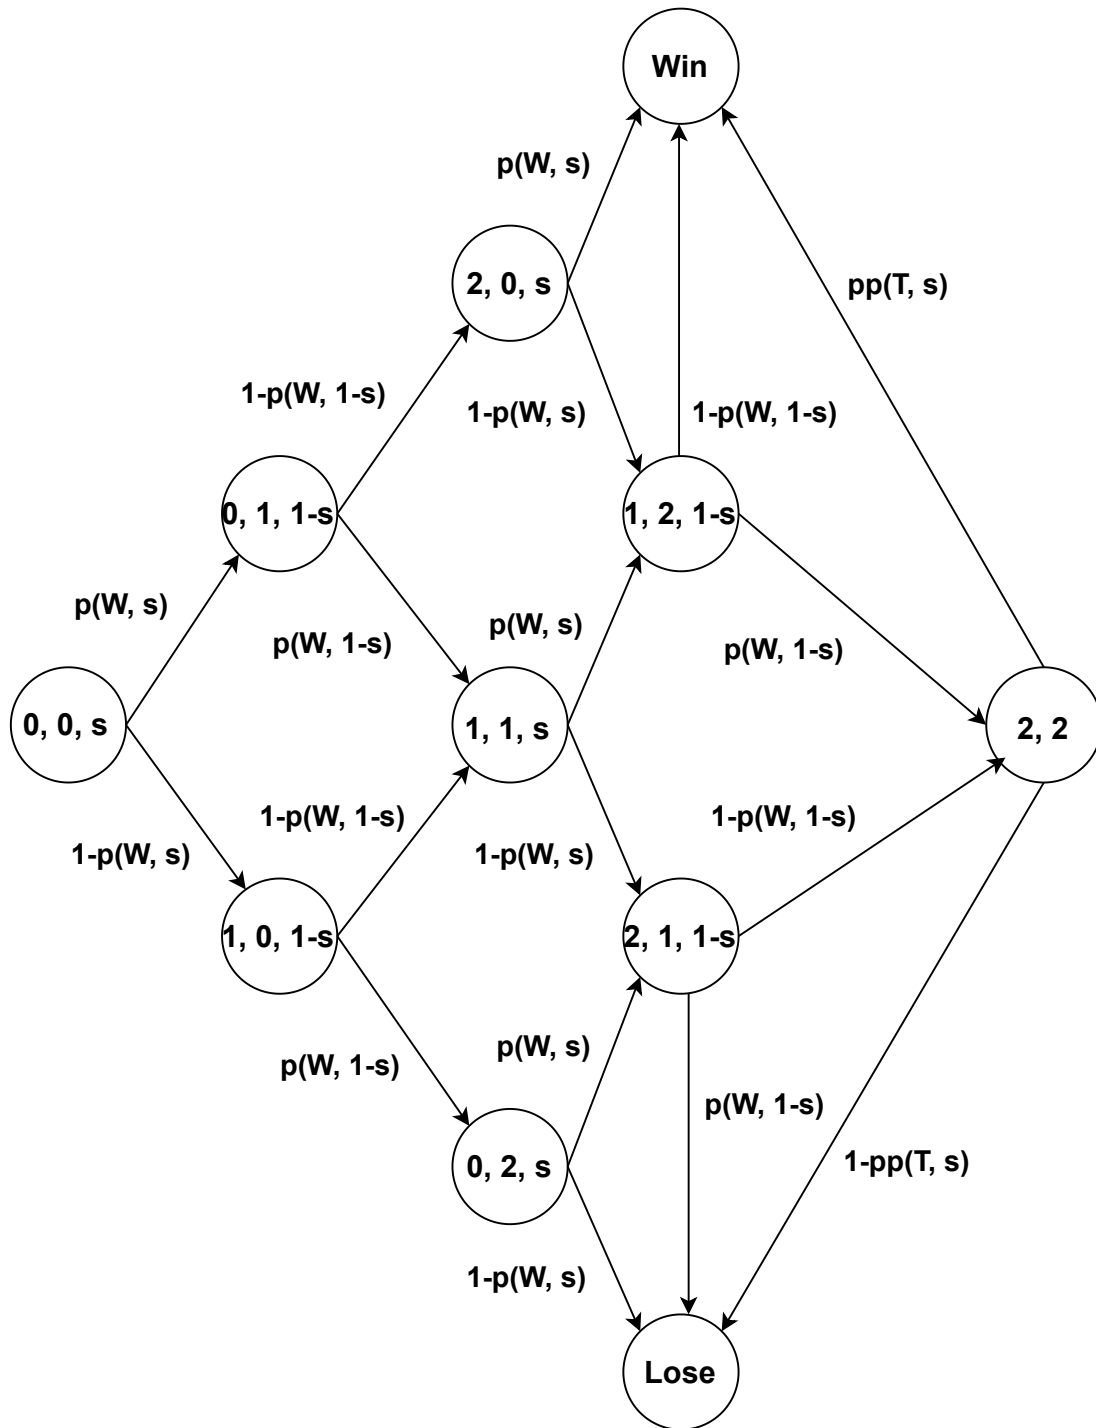 Win
p(W, s)
2, 0, s
pp(T, s)
1-p(W, 1-s)
1-p(W, s)
1-p(W, 1-s)
0, 1, 1-s
1, 2, 1-s
p(W, s)
p(W, s)
p(W, 1-s)
p(W, 1-s)
0, 0, s
1, 1, s
2, 2
1-p(W, 1-s)
1-p(W, 1-s)
1-p(W, s)
1-p(W, s)
1, 0, 1-s
2, 1, 1-s
p(W, s)
p(W, 1-s)
p(W, 1-s)
0, 2, s
1-pp(T, s)
1-p(W, s)
Lose